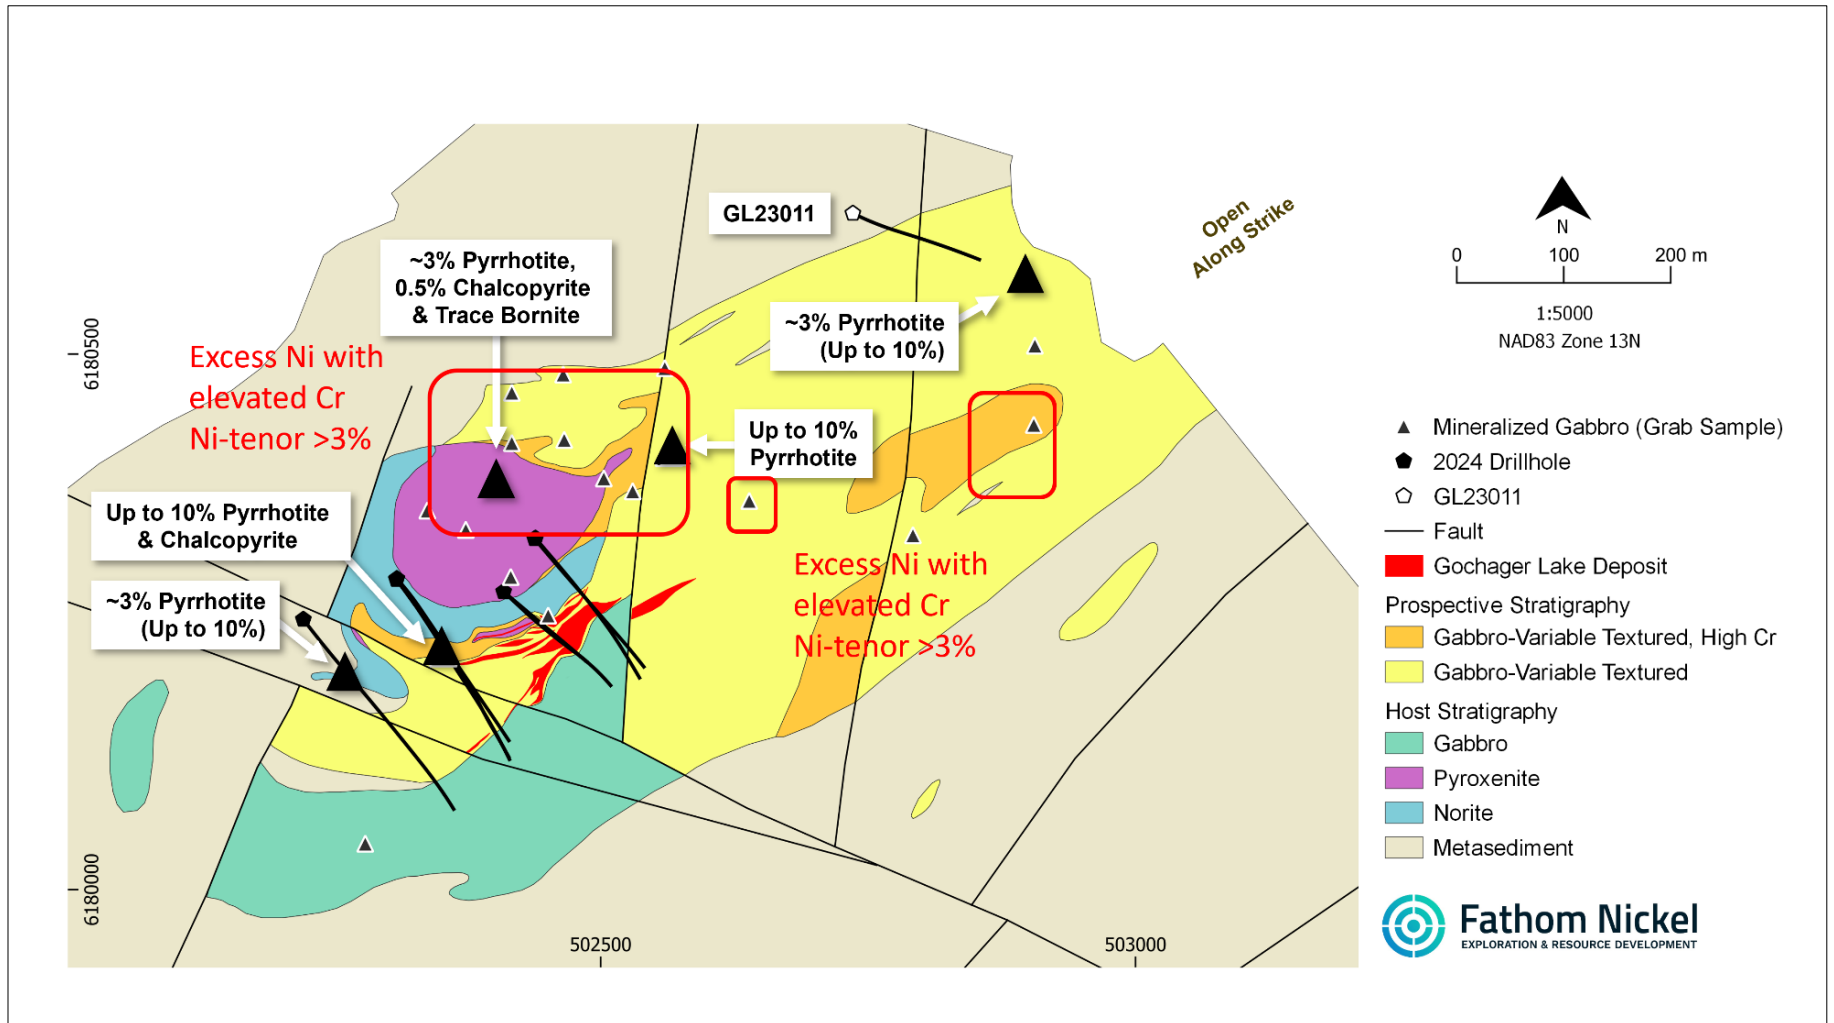 GL23011
Open
Along Strike
~3% Pyrrhotite,
0.5% Chalcopyrite
& Trace Bornite
~3% Pyrrhotite
(Up to 10%)
Excess Ni with
elevated Cr
Ni-tenor >3%
Up to 10%
Pyrrhotite
Up to 10% Pyrrhotite
& Chalcopyrite
~3% Pyrrhotite
(Up to 10%)
Excess Ni with
elevated Cr
Ni-tenor >3%
6180500
6180000
502500
503000
N
0 100 200 m
1:5000
NAD83 Zone 13N
Mineralized Gabbro (Grab Sample)
2024 Drillhole
GL23011
Fault
Gochager Lake Deposit
Prospective Stratigraphy
Gabbro-Variable Textured, High Cr
Gabbro-Variable Textured
Host Stratigraphy
Gabbro
Pyroxenite
Norite
Metasediment
Fathom Nickel
EXPLORATION & RESOURCE DEVELOPMENT